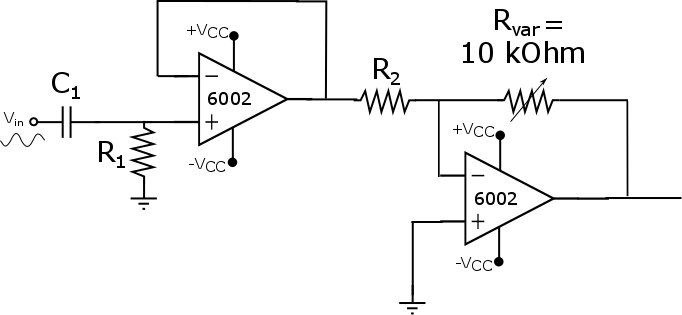 +VCC
6002
-VCC
C1
Vin
R1
R2
Rvar =
10 kOhm
+VCC
6002
-VCC